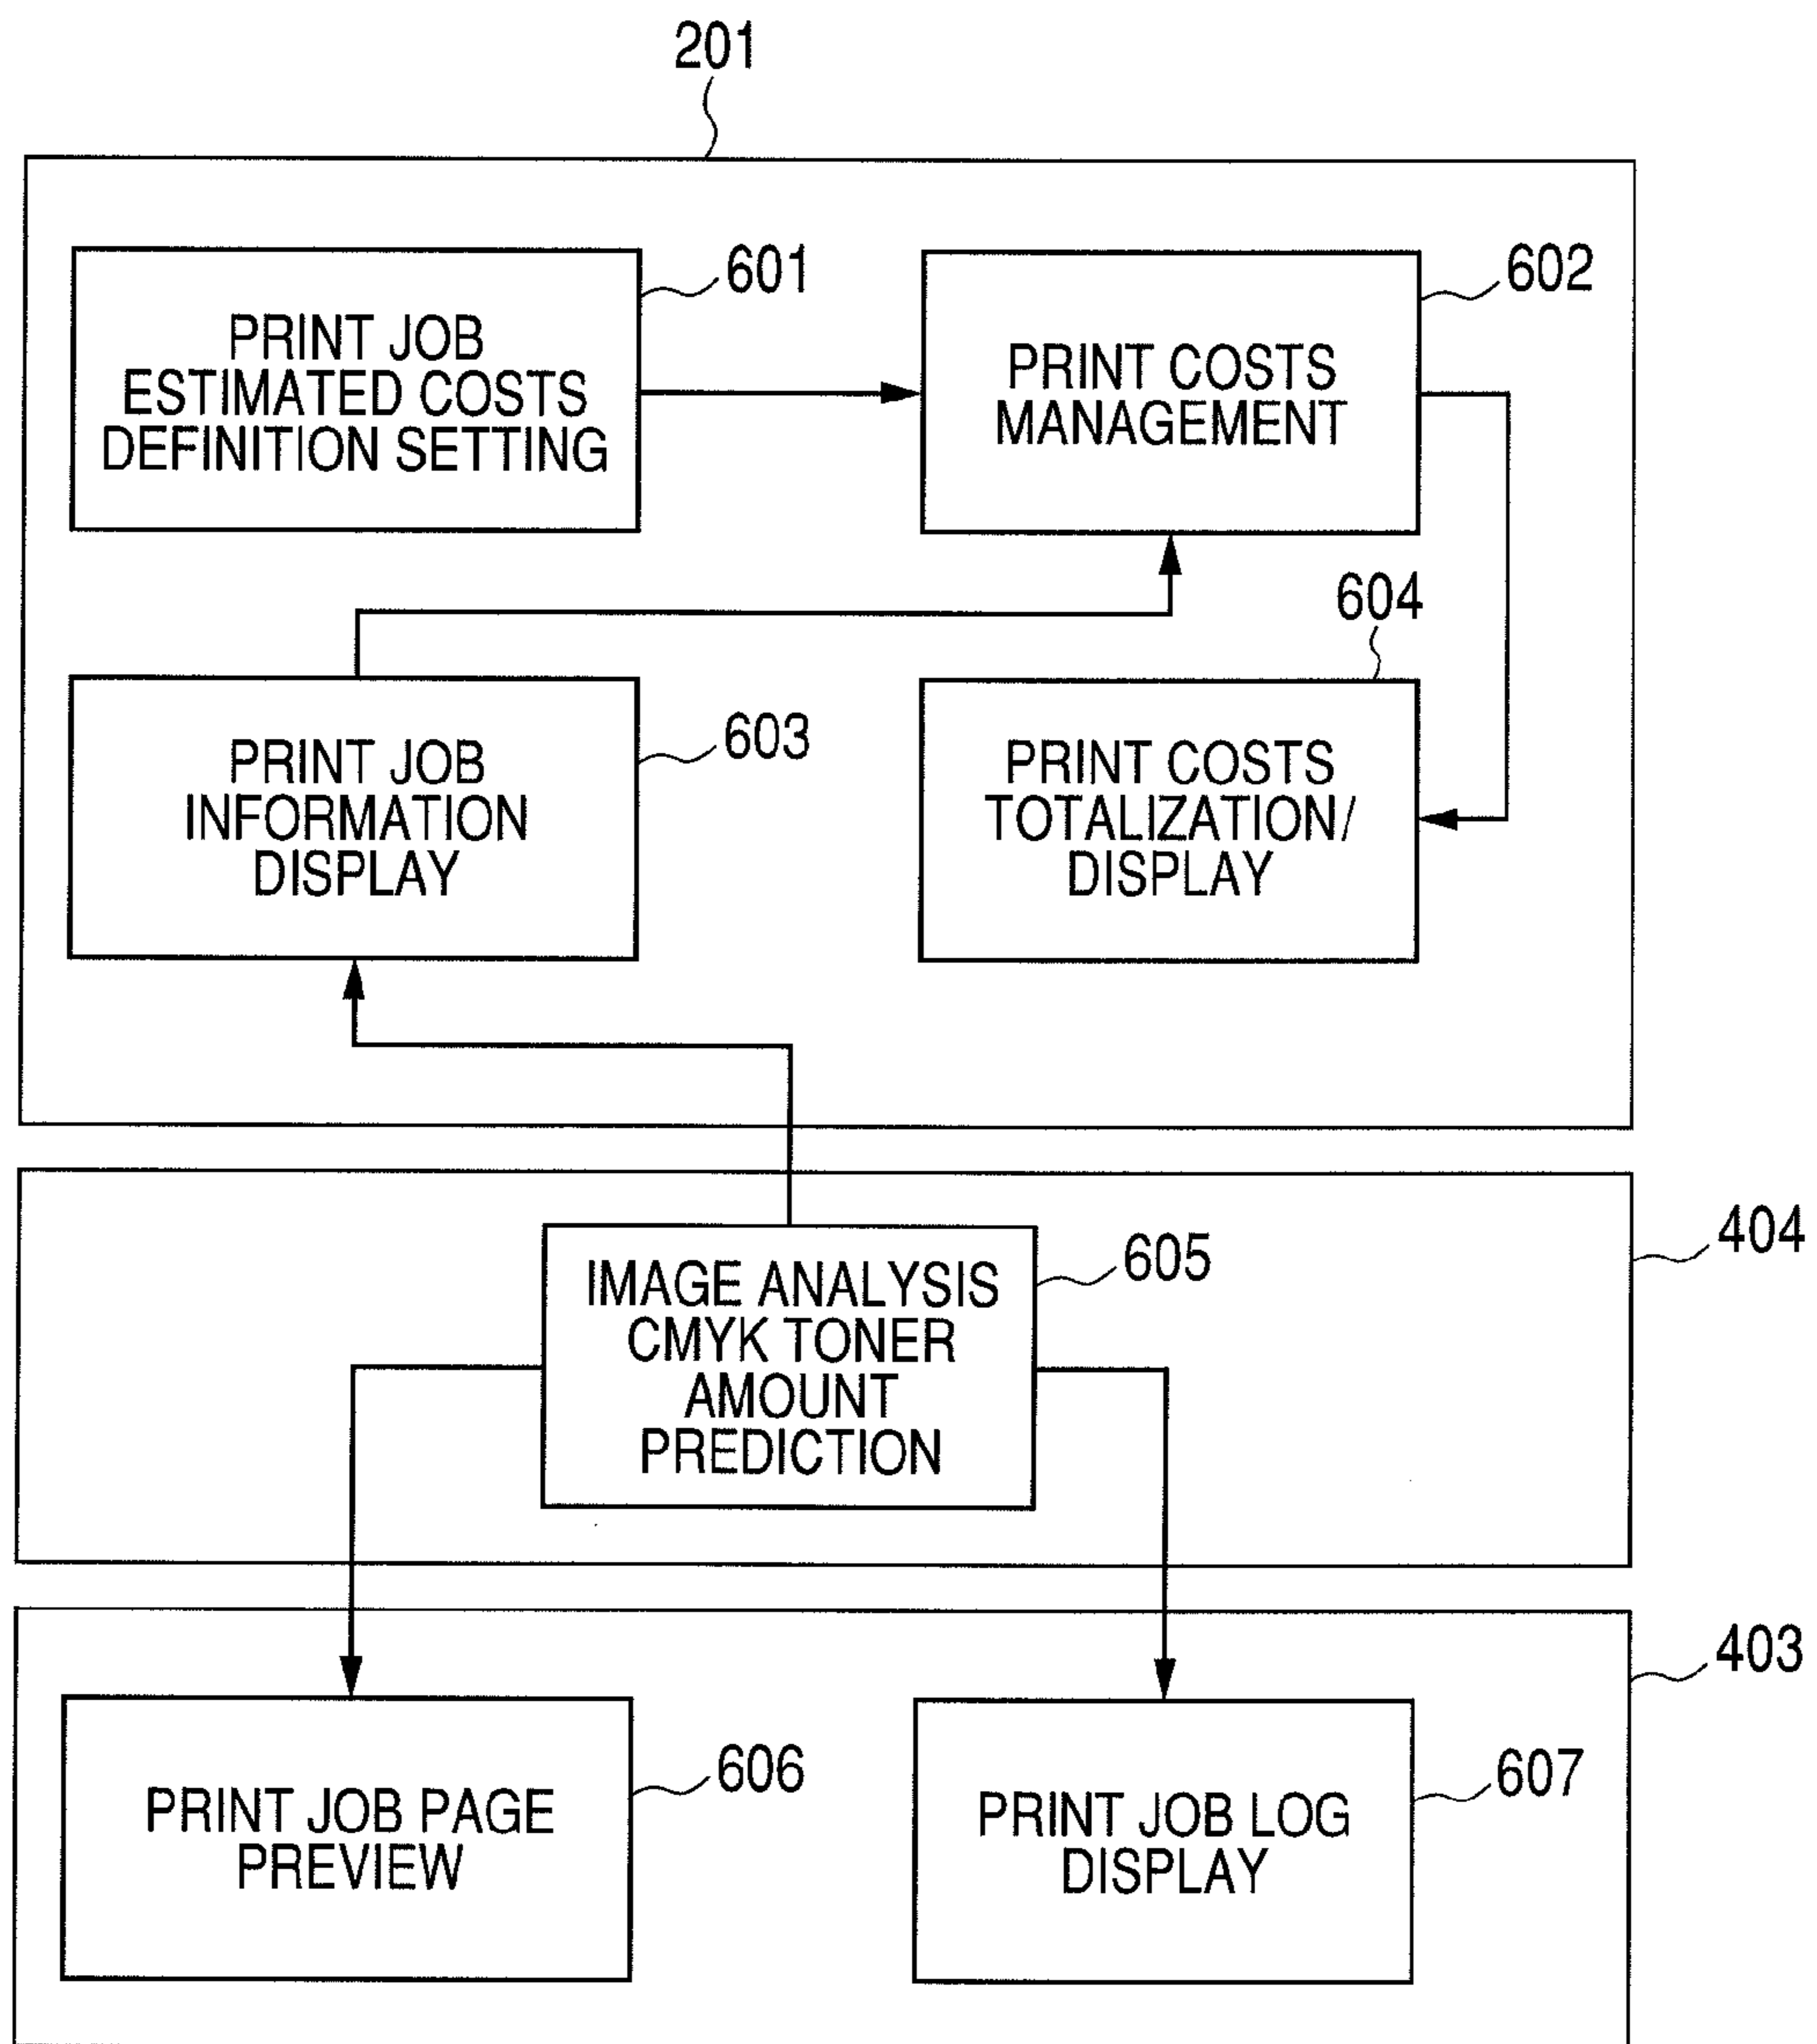 201
601
PRINT JOB
ESTIMATED COSTS
DEFINITION SETTING
602
PRINT COSTS
MANAGEMENT
603
PRINT JOB
INFORMATION
DISPLAY
604
PRINT COSTS
TOTALIZATION/
DISPLAY
404
605
IMAGE ANALYSIS
CMYK TONER
AMOUNT
PREDICTION
403
606
PRINT JOB PAGE
PREVIEW
607
PRINT JOB LOG
DISPLAY